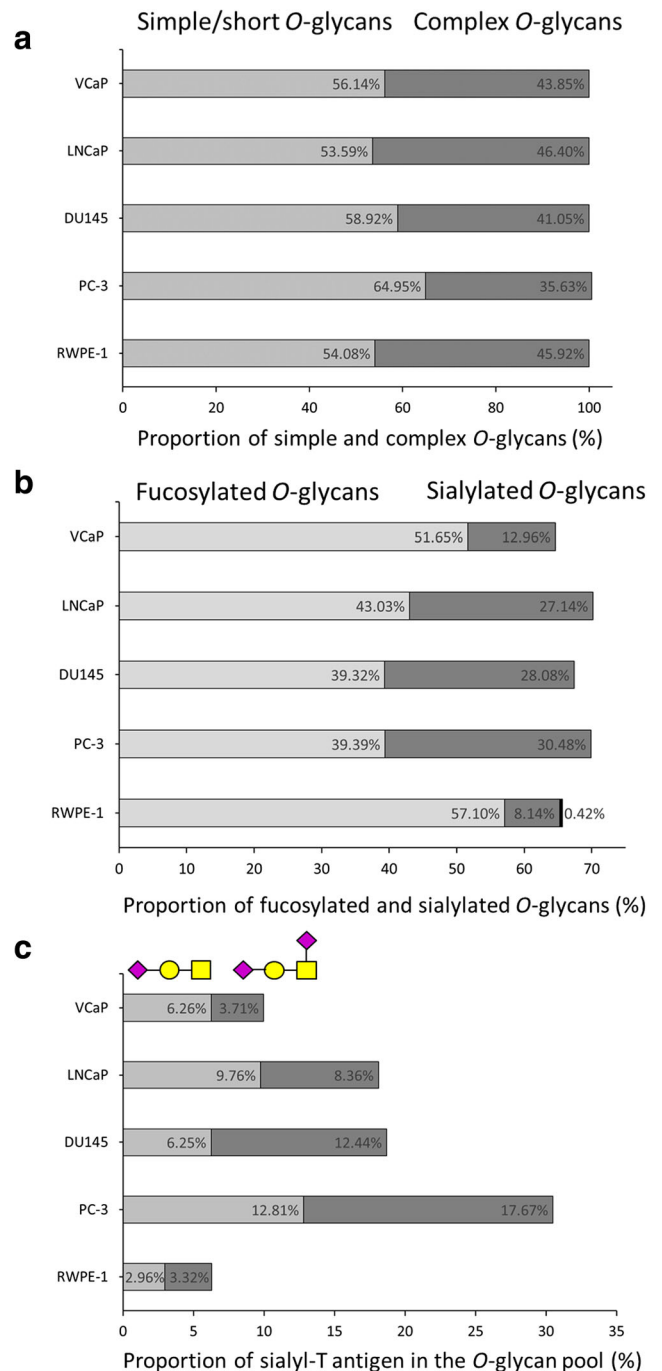 a
Simple/short O-glycans Complex O-glycans
VCaP 56.14% 43.85%
LNCaP 53.59% 46.40%
DU145 58.92% 41.05%
PC-3 64.95% 35.63%
RWPE-1 54.08% 45.92%
0 20 40 60 80 100
Proportion of simple and complex O-glycans (%)
b
Fucosylated O-glycans Sialylated O-glycans
VCaP 51.65% 12.96%
LNCaP 43.03% 27.14%
DU145 39.32% 28.08%
PC-3 39.39% 30.48%
RWPE-1 57.10% 8.14% 0.42%
0 10 20 30 40 50 60 70
Proportion of fucosylated and sialylated O-glycans (%)
c
VCaP 6.26% 3.71%
LNCaP 9.76% 8.36%
DU145 6.25% 12.44%
PC-3 12.81% 17.67%
RWPE-1 2.96% 3.32%
0 5 10 15 20 25 30 35
Proportion of sialyl-T antigen in the O-glycan pool (%)